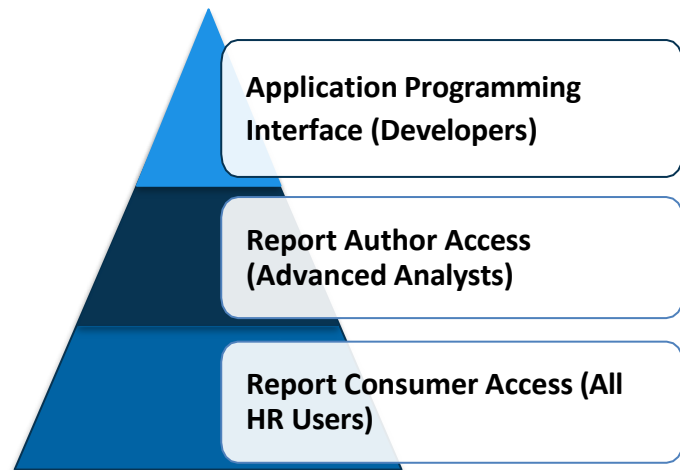 Application Programming
Interface (Developers)
Report Author Access
(Advanced Analysts)
Report Consumer Access (All
HR Users)